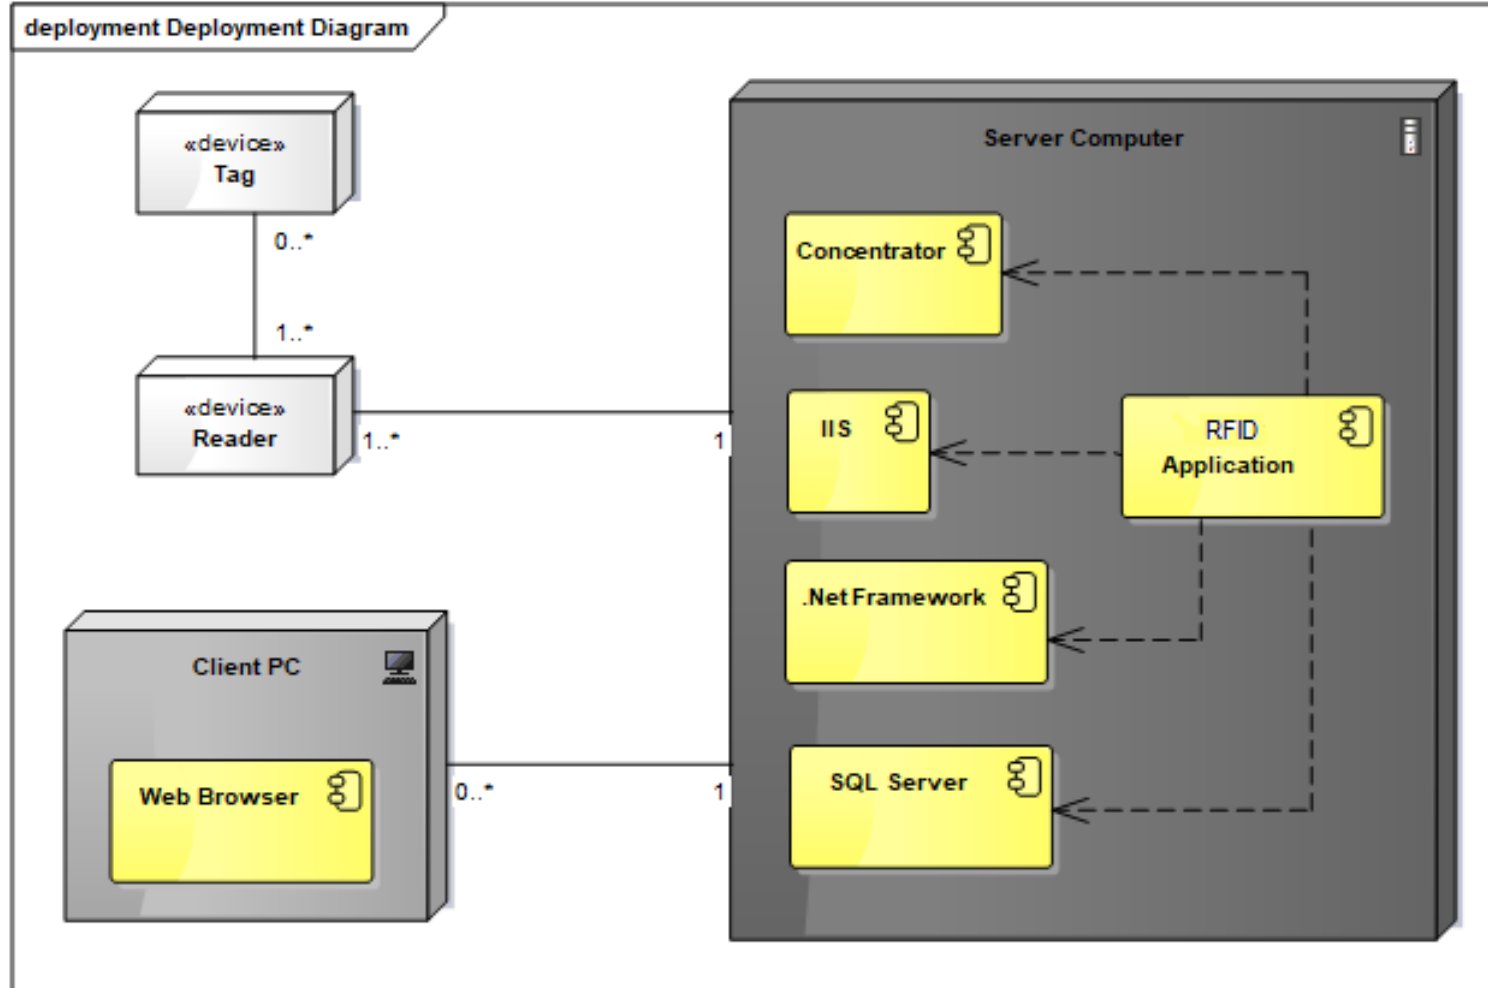 deployment Deployment Diagram
«device»
Tag
0..*
1..*
«device»
Reader
1..*
1
Server Computer
Concentrator
IIS
RFID
Application
.Net Framework
SQL Server
Client PC
Web Browser
0..*
1